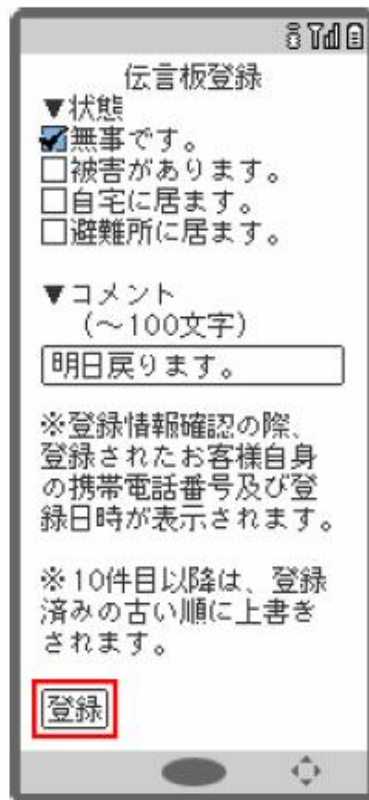 伝言板登録
▼状態
無事です。
被害があります。
自宅に居ます。
避難所に居ます。
▼コメント
(～100文字)
明日戻ります。
※登録情報確認の際、
登録されたお客様自身
の携帯電話番号及び登
録日時が表示されます。
※10件目以降は、登録
済みの古い順に上書き
されます。
登録